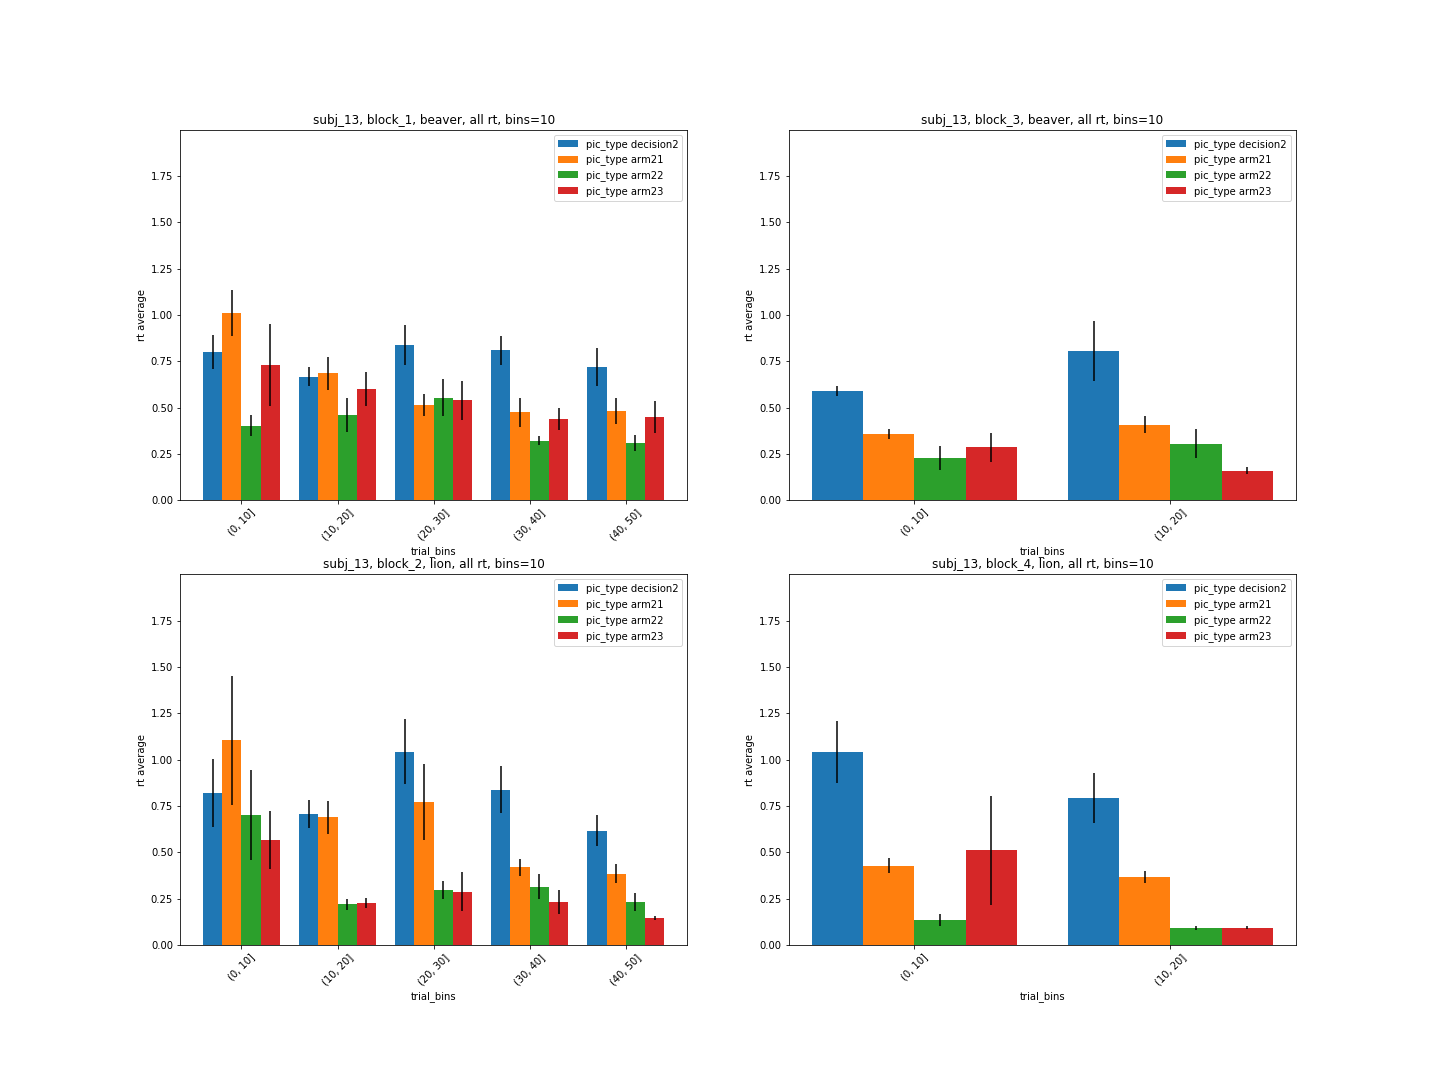 subj_13, block_1, beaver, all rt, bins=10
pic_type decision2
pic_type arm21
pic_type arm22
pic_type arm23
1.75
1.50
1.25
1.00
0.75
0.50
0.25
0.00
rt average
(0, 10]
(10, 20]
(20, 30]
(30, 40]
(40, 50]
trial_bins
subj_13, block_3, beaver, all rt, bins=10
pic_type decision2
pic_type arm21
pic_type arm22
pic_type arm23
1.75
1.50
1.25
1.00
0.75
0.50
0.25
0.00
rt average
(0, 10]
(10, 20]
trial_bins
subj_13, block_2, lion, all rt, bins=10
pic_type decision2
pic_type arm21
pic_type arm22
pic_type arm23
1.75
1.50
1.25
1.00
0.75
0.50
0.25
0.00
rt average
(0, 10]
(10, 20]
(20, 30]
(30, 40]
(40, 50]
trial_bins
subj_13, block_4, lion, all rt, bins=10
pic_type decision2
pic_type arm21
pic_type arm22
pic_type arm23
1.75
1.50
1.25
1.00
0.75
0.50
0.25
0.00
rt average
(0, 10]
(10, 20]
trial_bins